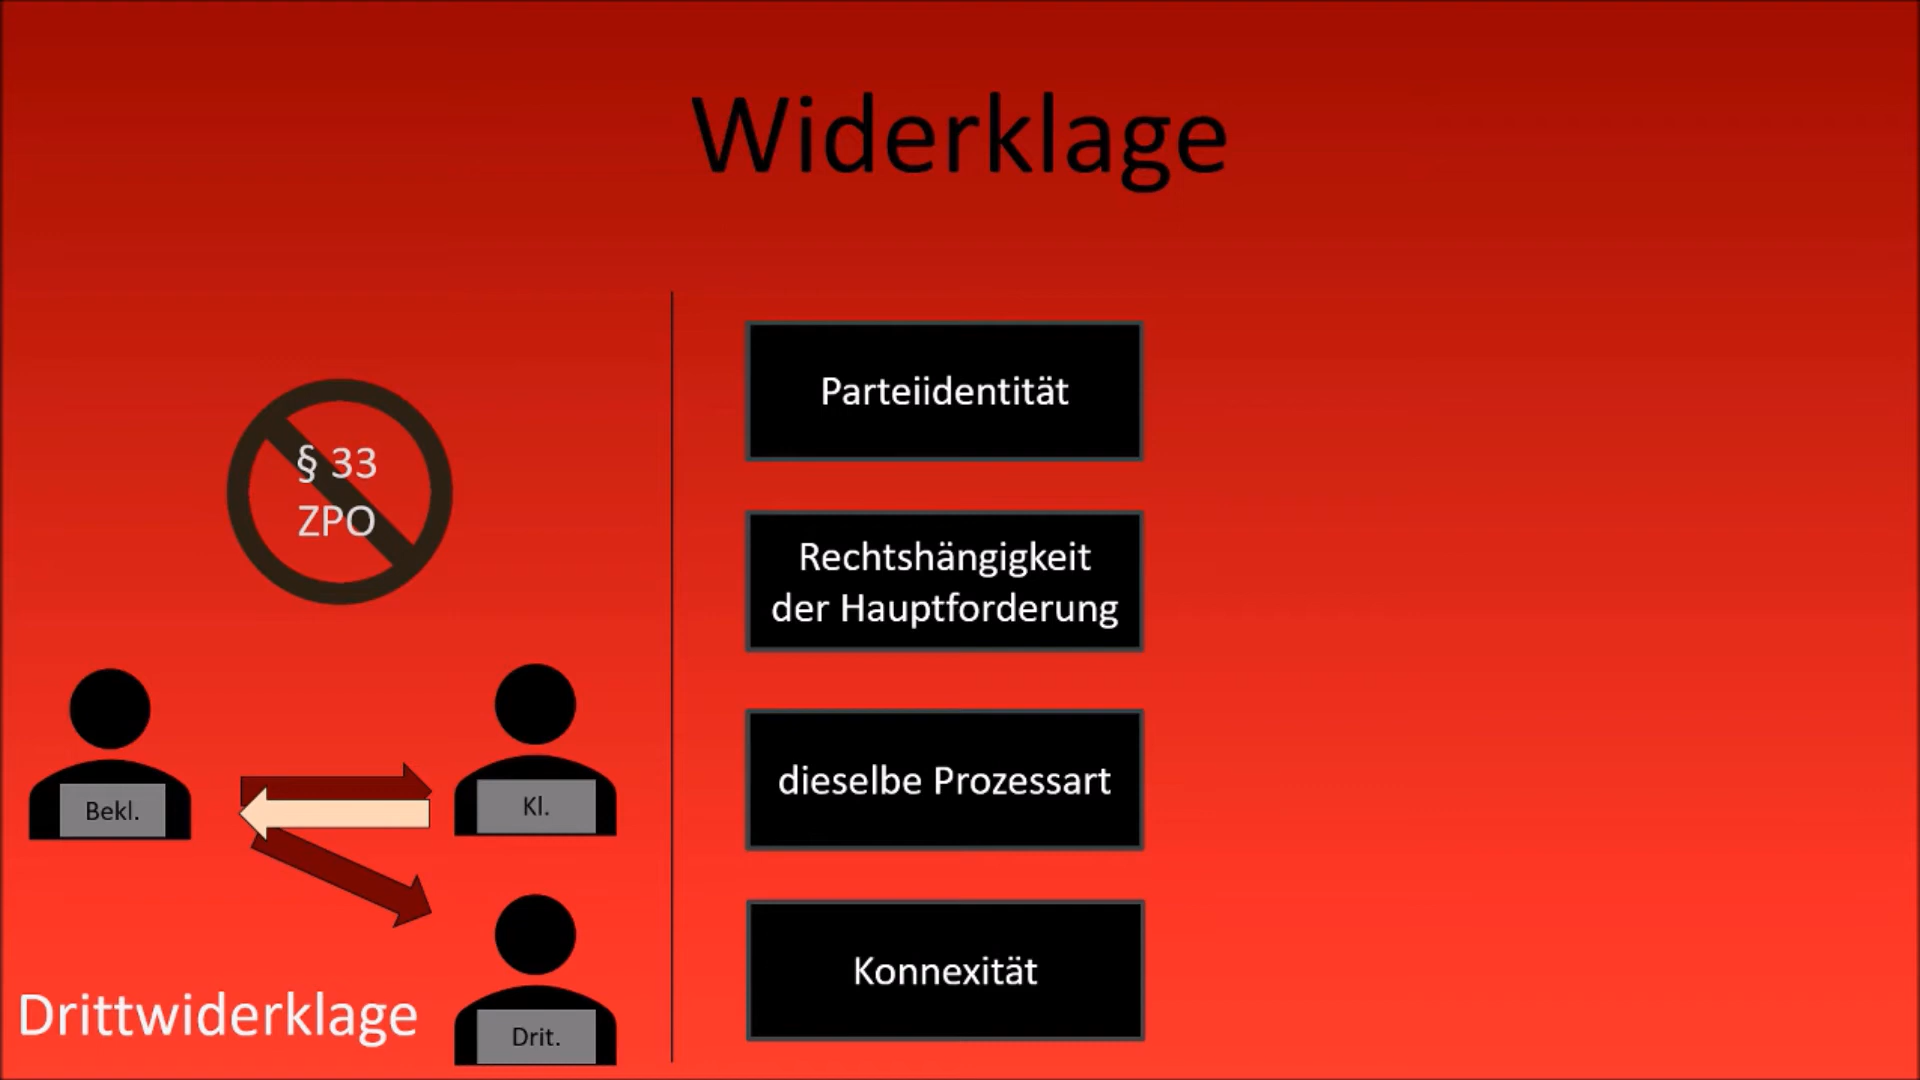 Widerklage
§ 33
ZPO
Bekl.
Kl.
Drit.
Drittwiderklage
Parteiidentität
Rechtshängigkeit
der Hauptforderung
dieselbe Prozessart
Konnexität